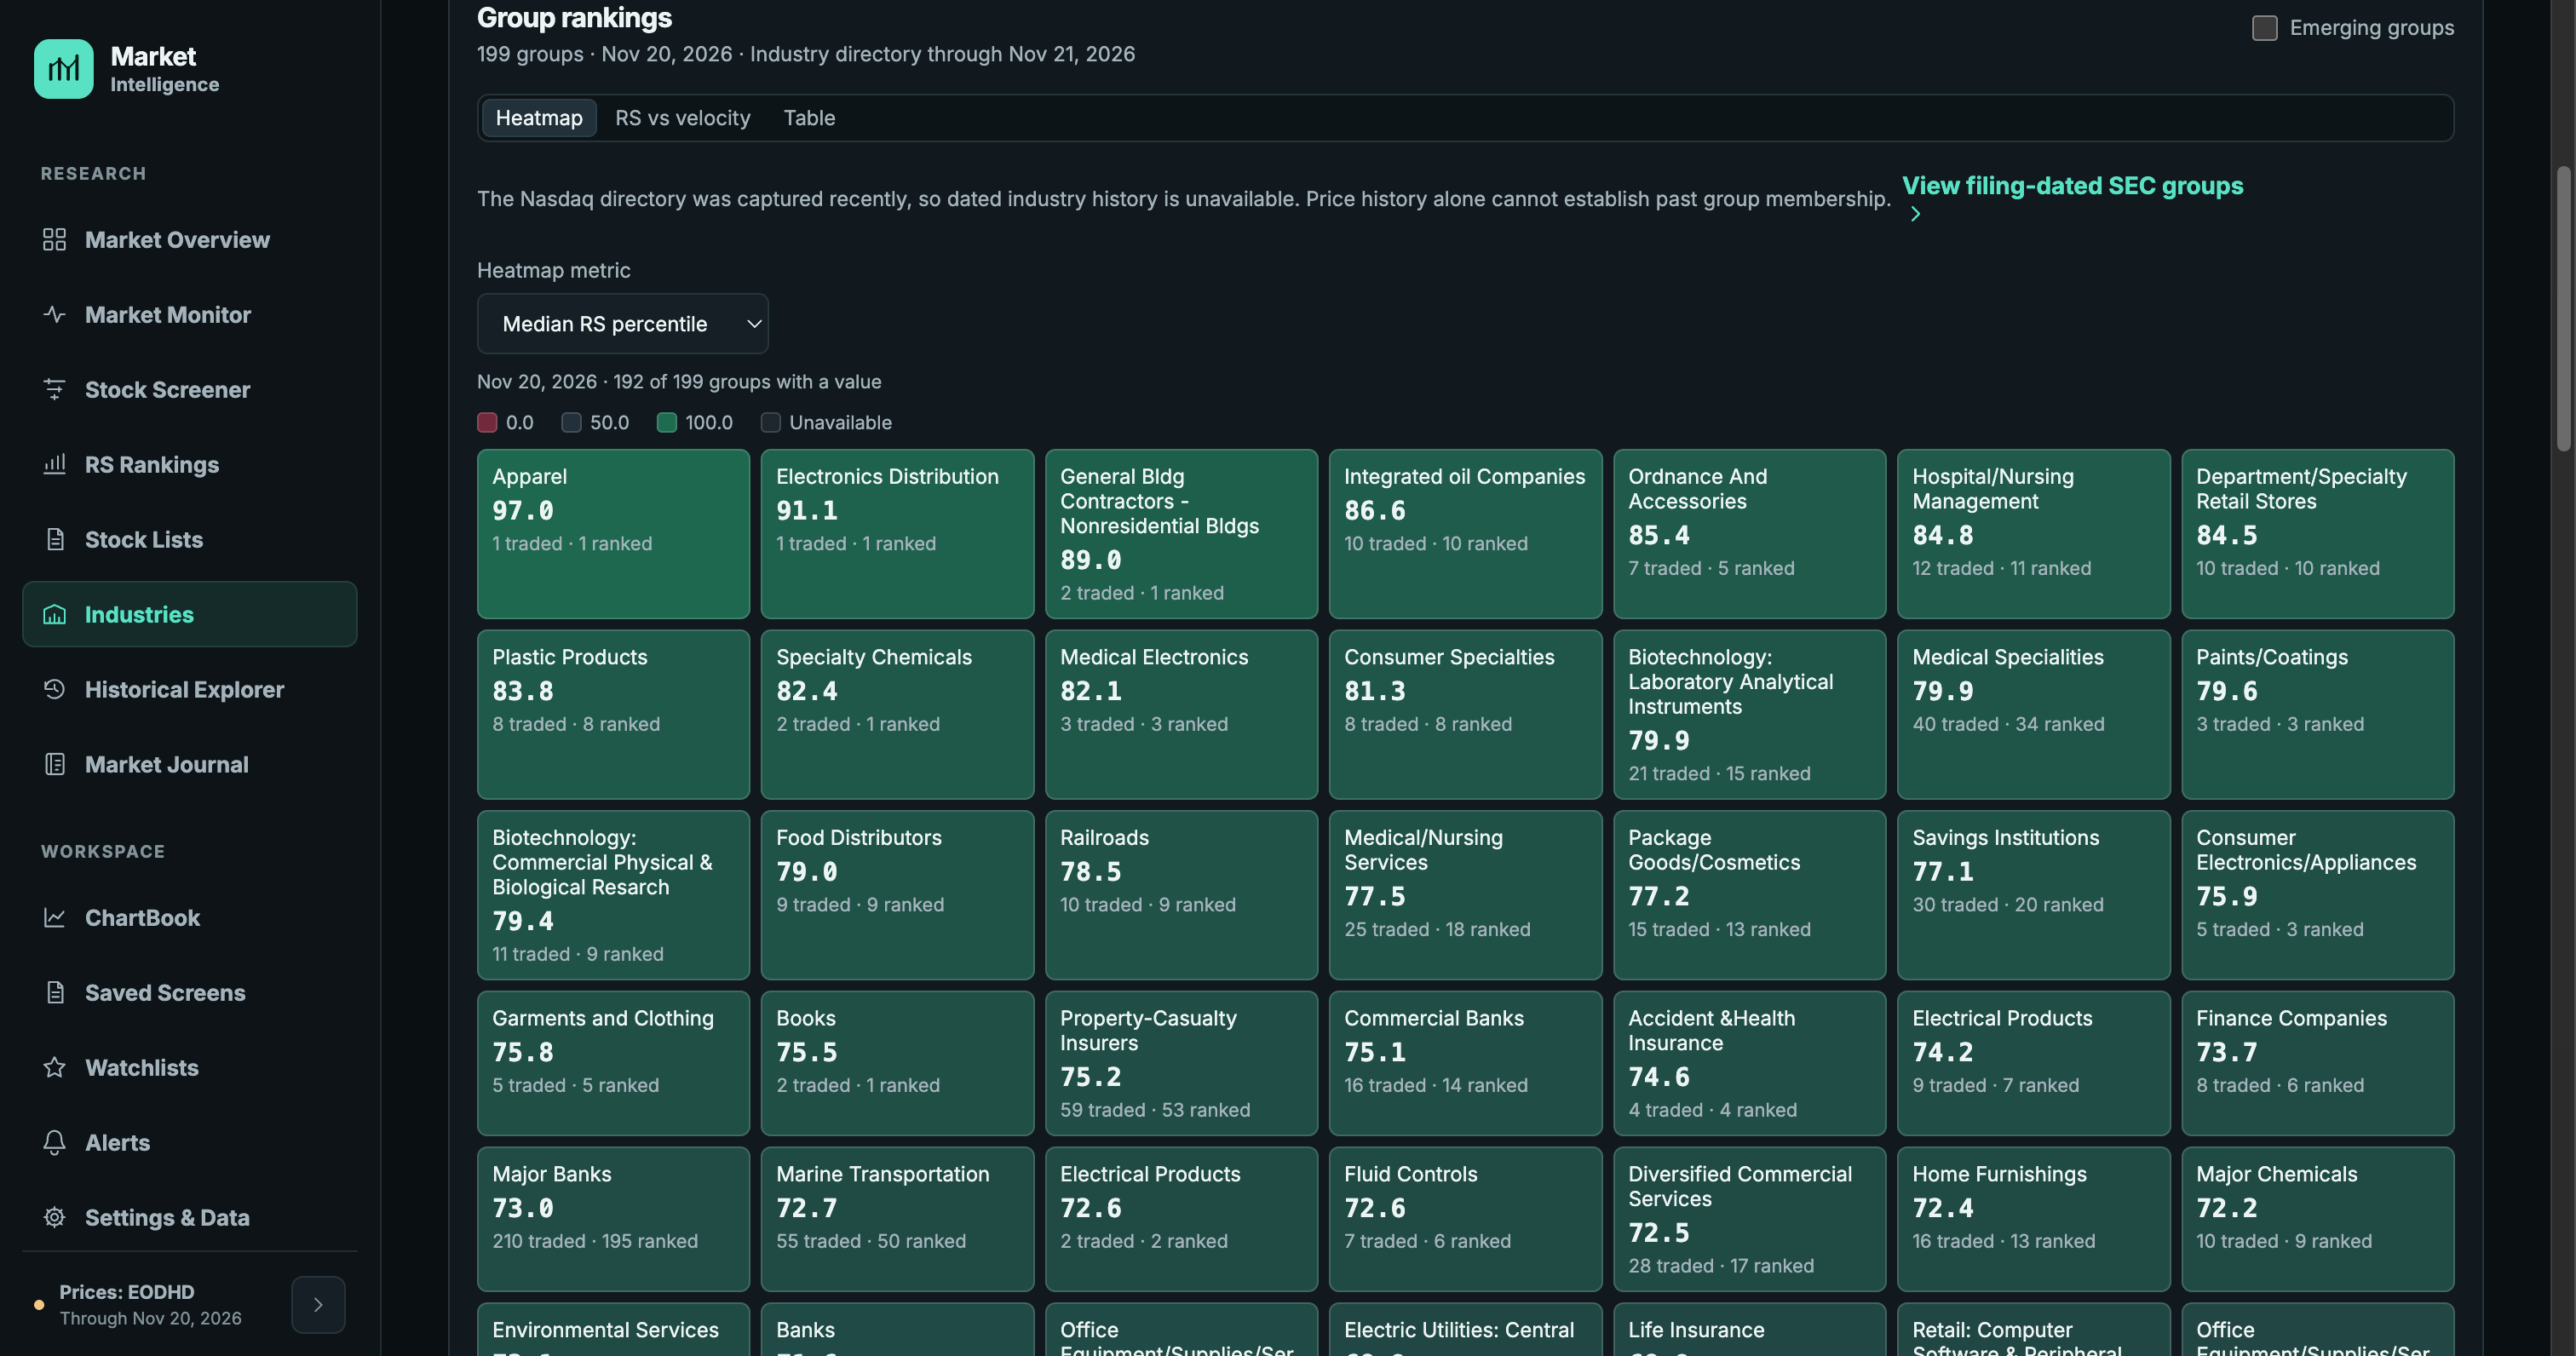 Market
Intelligence
RESEARCH
Market Overview
Market Monitor
Stock Screener
RS Rankings
Stock Lists
Industries
Historical Explorer
Market Journal
WORKSPACE
ChartBook
Saved Screens
Watchlists
Alerts
Settings & Data
Prices: EODHD
Through Nov 20, 2026
Group rankings
199 groups · Nov 20, 2026 · Industry directory through Nov 21, 2026
Emerging groups
Heatmap
RS vs velocity
Table
The Nasdaq directory was captured recently, so dated industry history is unavailable. Price history alone cannot establish past group membership.
View filing-dated SEC groups
Heatmap metric
Median RS percentile
Nov 20, 2026 · 192 of 199 groups with a value
0.0
50.0
100.0
Unavailable
Apparel
97.0
1 traded · 1 ranked
Electronics Distribution
91.1
1 traded · 1 ranked
General Bldg
Contractors -
Nonresidential Bldgs
89.0
2 traded · 1 ranked
Integrated oil Companies
86.6
10 traded · 10 ranked
Ordnance And
Accessories
85.4
7 traded · 5 ranked
Hospital/Nursing
Management
84.8
12 traded · 11 ranked
Department/Specialty
Retail Stores
84.5
10 traded · 10 ranked
Plastic Products
83.8
8 traded · 8 ranked
Specialty Chemicals
82.4
2 traded · 1 ranked
Medical Electronics
82.1
3 traded · 3 ranked
Consumer Specialties
81.3
8 traded · 8 ranked
Biotechnology:
Laboratory Analytical
Instruments
79.9
21 traded · 15 ranked
Medical Specialities
79.9
40 traded · 34 ranked
Paints/Coatings
79.6
3 traded · 3 ranked
Biotechnology:
Commercial Physical &
Biological Resarch
79.4
11 traded · 9 ranked
Food Distributors
79.0
9 traded · 9 ranked
Railroads
78.5
10 traded · 9 ranked
Medical/Nursing
Services
77.5
25 traded · 18 ranked
Package
Goods/Cosmetics
77.2
15 traded · 13 ranked
Savings Institutions
77.1
30 traded · 20 ranked
Consumer
Electronics/Appliances
75.9
5 traded · 3 ranked
Garments and Clothing
75.8
5 traded · 5 ranked
Books
75.5
2 traded · 1 ranked
Property-Casualty
Insurers
75.2
59 traded · 53 ranked
Commercial Banks
75.1
16 traded · 14 ranked
Accident &Health
Insurance
74.6
4 traded · 4 ranked
Electrical Products
74.2
9 traded · 7 ranked
Finance Companies
73.7
8 traded · 6 ranked
Major Banks
73.0
210 traded · 195 ranked
Marine Transportation
72.7
55 traded · 50 ranked
Electrical Products
72.6
2 traded · 2 ranked
Fluid Controls
72.6
7 traded · 6 ranked
Diversified Commercial
Services
72.5
28 traded · 17 ranked
Home Furnishings
72.4
16 traded · 13 ranked
Major Chemicals
72.2
10 traded · 9 ranked
Environmental Services
Banks
Office
Equipment/Supplies/Ser
Electric Utilities: Central
Life Insurance
Retail: Computer
Software & Peripheral
Office
Equipment/Supplies/Ser